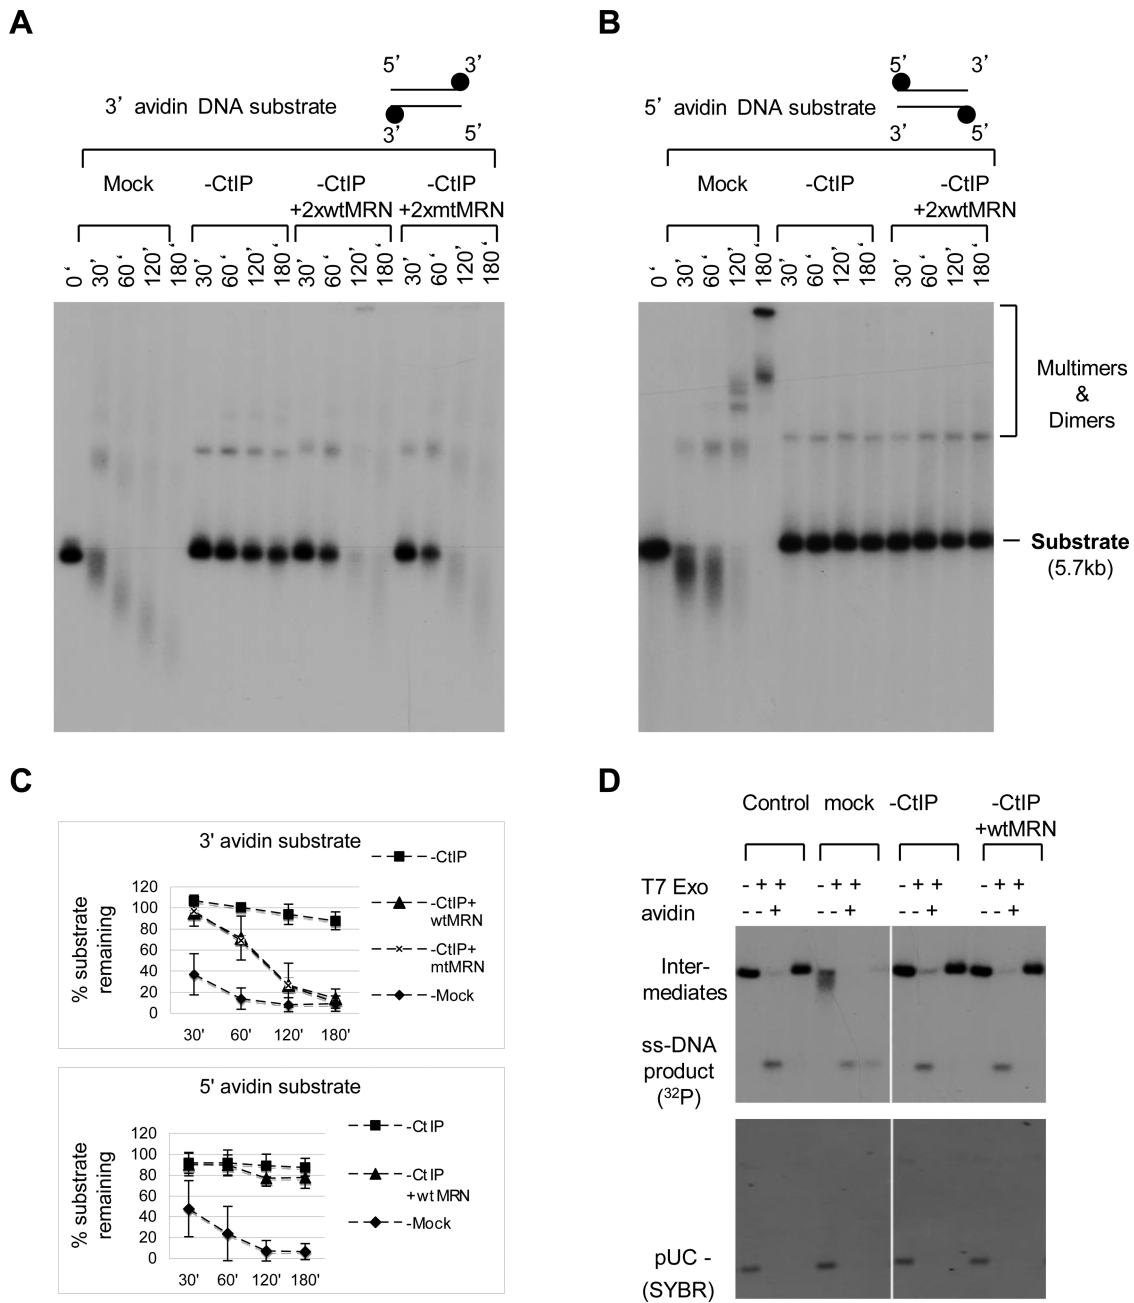 A
5’ 3’
3’ avidin DNA substrate
3’ 5’
Mock -CtIP -CtIP +2xwtMRN -CtIP +2xmtMRN
0‘ 30’ 60‘ 120’ 180‘ 30’ 60‘ 120’ 180‘ 30’ 60‘ 120’ 180‘ 30’ 60‘ 120’ 180‘
B
5’ 3’
5’ avidin DNA substrate
3’ 5’
Mock -CtIP -CtIP +2xwtMRN
0‘ 30’ 60‘ 120’ 180‘ 30’ 60‘ 120’ 180‘ 30’ 60‘ 120’ 180‘
Multimers
&
Dimers
Substrate
(5.7kb)
C
3' avidin substrate
% substrate
remaining
120
100
80
60
40
20
0
30' 60' 120' 180'
-CtIP
-CtIP+
wtMRN
-CtIP+
mtMRN
-Mock
5' avidin substrate
% substrate
remaining
120
100
80
60
40
20
0
30' 60' 120' 180'
-CtIP
-CtIP
+wtMRN
-Mock
D
Control mock -CtIP -CtIP
+wtMRN
T7 Exo - + + - + + - + + - + +
avidin - - + - - + - - + - - +
Inter-
mediates
ss-DNA
product
(32P)
pUC -
(SYBR)